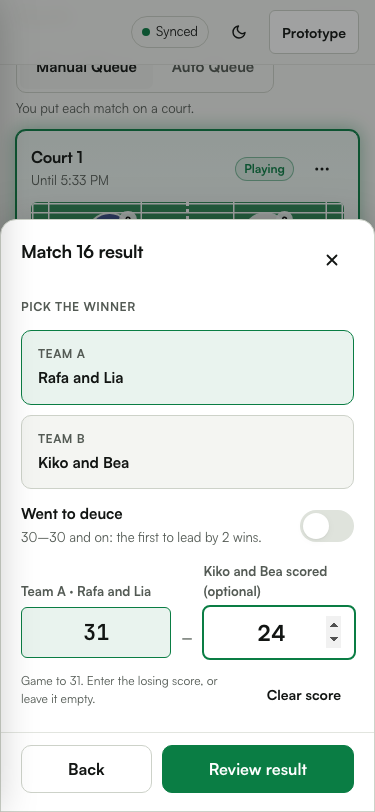 Synced
Prototype
Manual Queue
Auto Queue
You put each match on a court.
Court 1
Until 5:33 PM
Playing
Match 16 result
PICK THE WINNER
TEAM A
Rafa and Lia
TEAM B
Kiko and Bea
Went to deuce
30–30 and on: the first to lead by 2 wins.
Team A · Rafa and Lia
Kiko and Bea scored
(optional)
31
–
24
Game to 31. Enter the losing score, or
leave it empty.
Clear score
Back
Review result